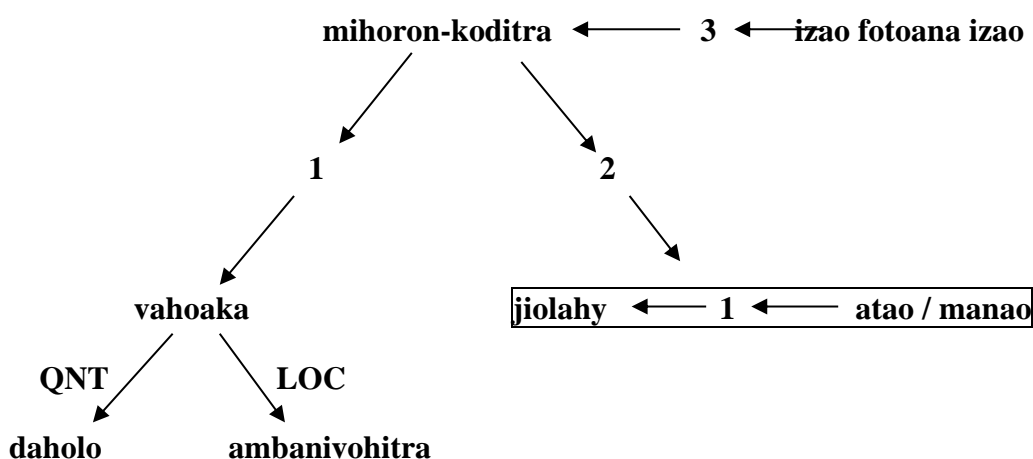 mihoron-koditra 3 izao fotoana izao
1 2
vahoaka jiolahy 1 atao / manao
QNT LOC
daholo ambanivohitra